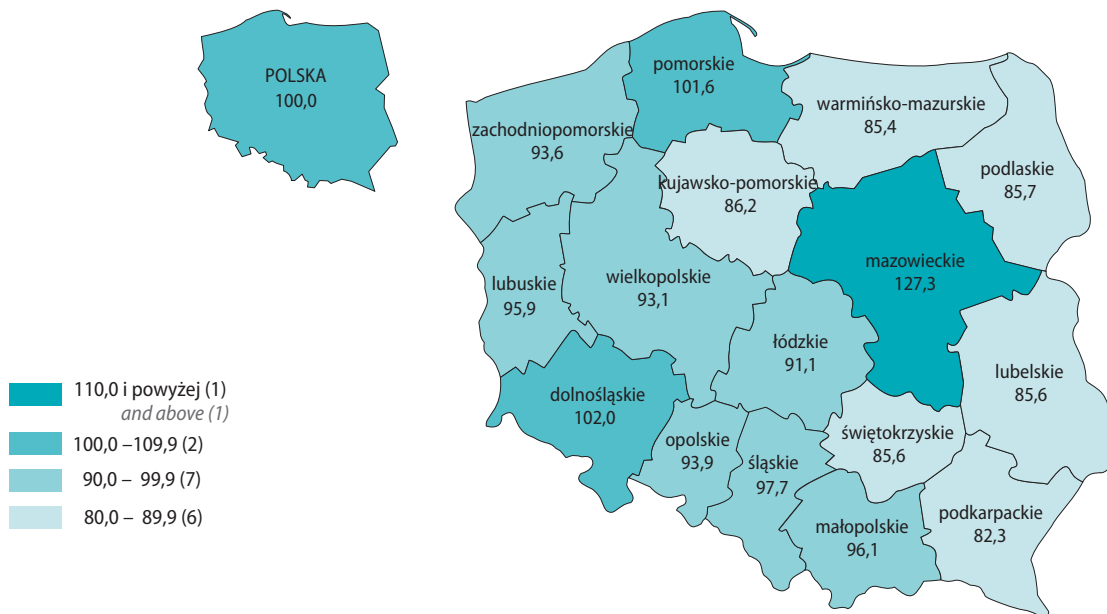 POLSKA
100,0
pomorskie
101,6
warmińsko-mazurskie
85,4
zachodniopomorskie
93,6
kujawsko-pomorskie
86,2
podlaskie
85,7
mazowieckie
127,3
lubuskie
95,9
wielkopolskie
93,1
łódzkie
91,1
lubelskie
85,6
dolnośląskie
102,0
opolskie
93,9
śląskie
97,7
świętokrzyskie
85,6
małopolskie
96,1
podkarpackie
82,3
110,0 i powyżej (1)
and above (1)
100,0 –109,9 (2)
90,0 – 99,9 (7)
80,0 – 89,9 (6)